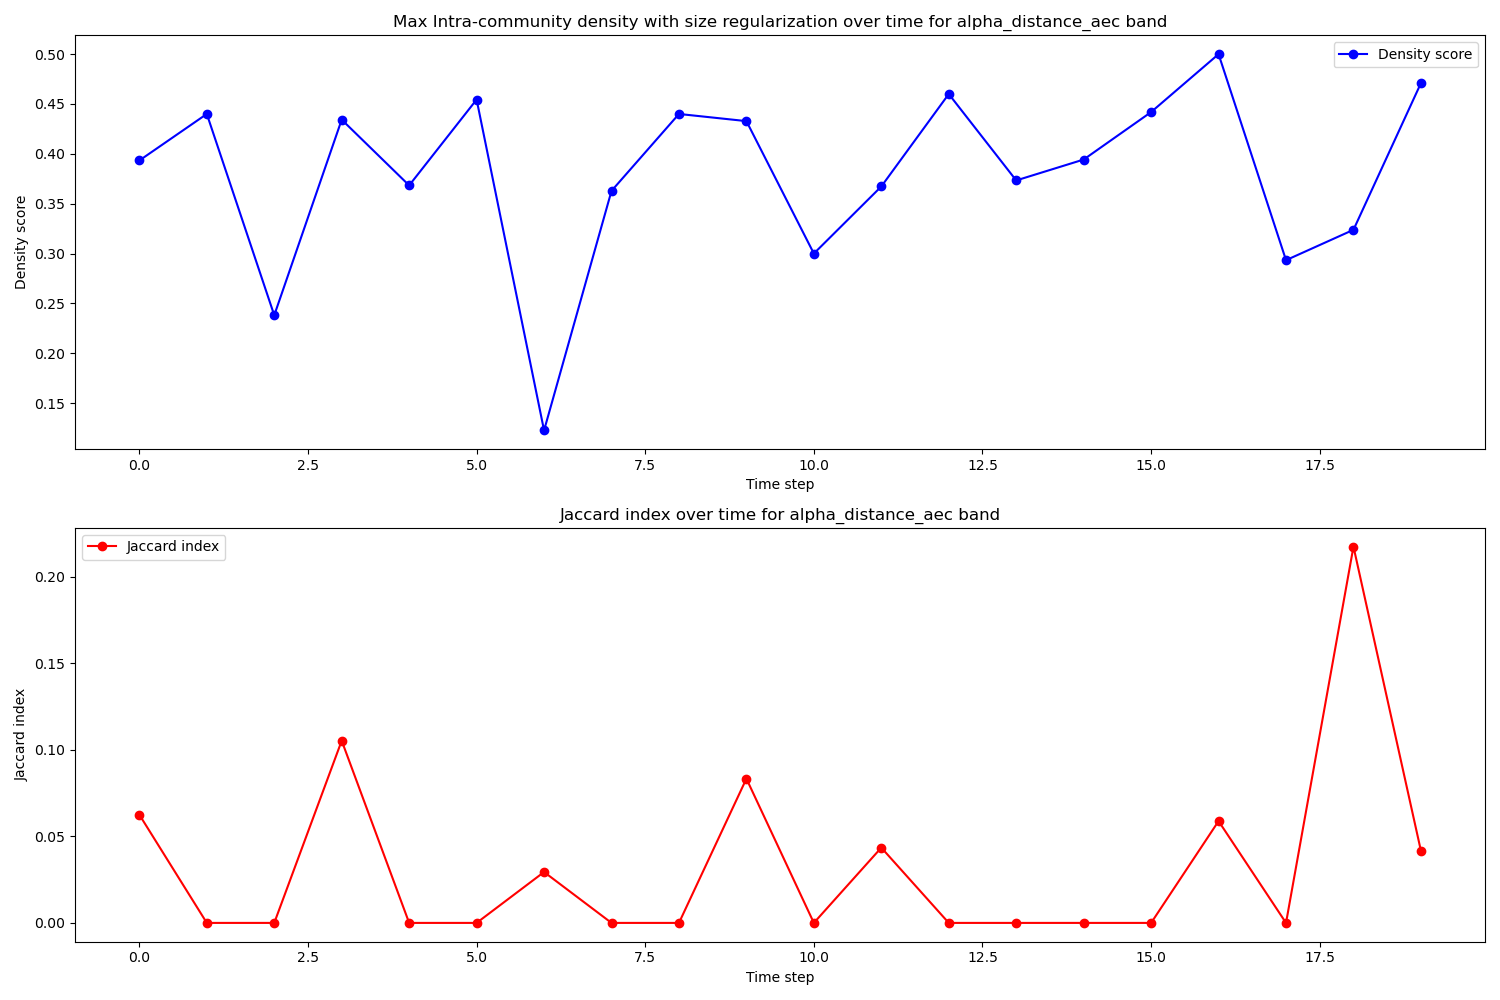 Max Intra-community density with size regularization over time for alpha_distance_aec band
Density score
0.50
0.45
0.40
0.35
0.30
0.25
0.20
0.15
Density score
0.0 2.5 5.0 7.5 10.0 12.5 15.0 17.5
Time step
Jaccard index over time for alpha_distance_aec band
Jaccard index
0.20
0.15
0.10
0.05
0.00
Jaccard index
0.0 2.5 5.0 7.5 10.0 12.5 15.0 17.5
Time step